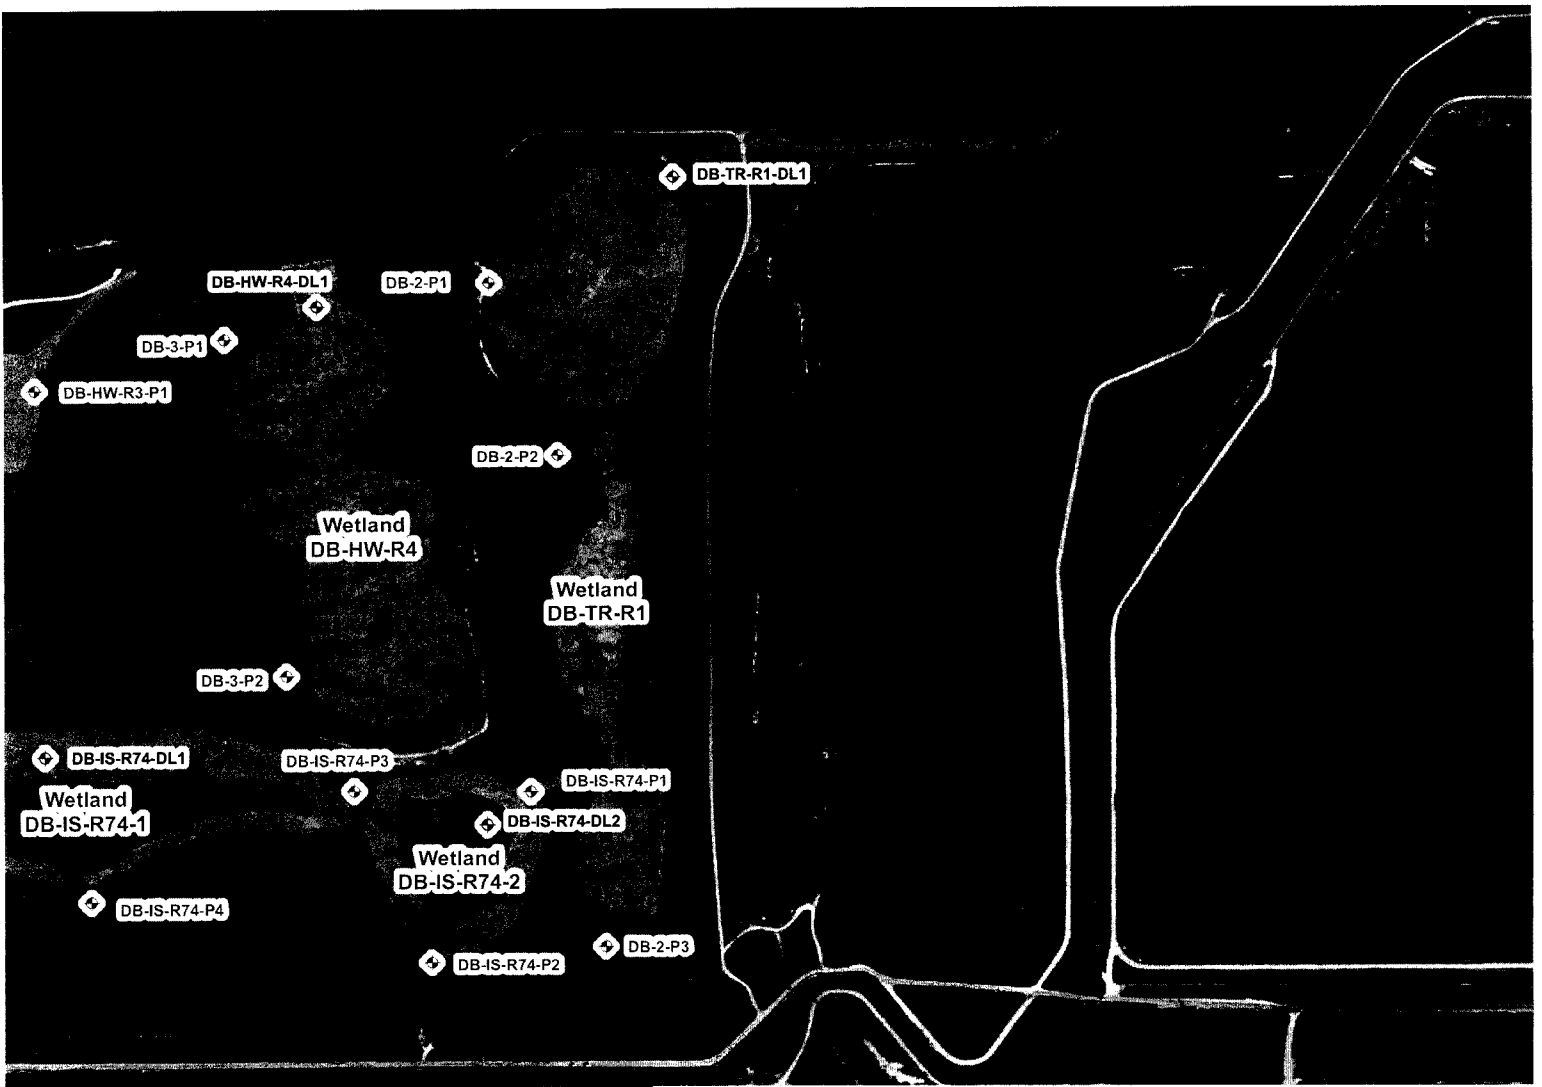 DB-TR-R1-DL1
DB-HW-R4-DL1
DB-2-P1
DB-3-P1
DB-HW-R3-P1
DB-2-P2
Wetland
DB-HW-R4
Wetland
DB-TR-R1
DB-3-P2
DB-IS-R74-DL1
DB-IS-R74-P3
DB-IS-R74-P1
Wetland
DB-IS-R74-1
DB-IS-R74-DL2
Wetland
DB-IS-R74-2
DB-IS-R74-P4
DB-2-P3
DB-IS-R74-P2